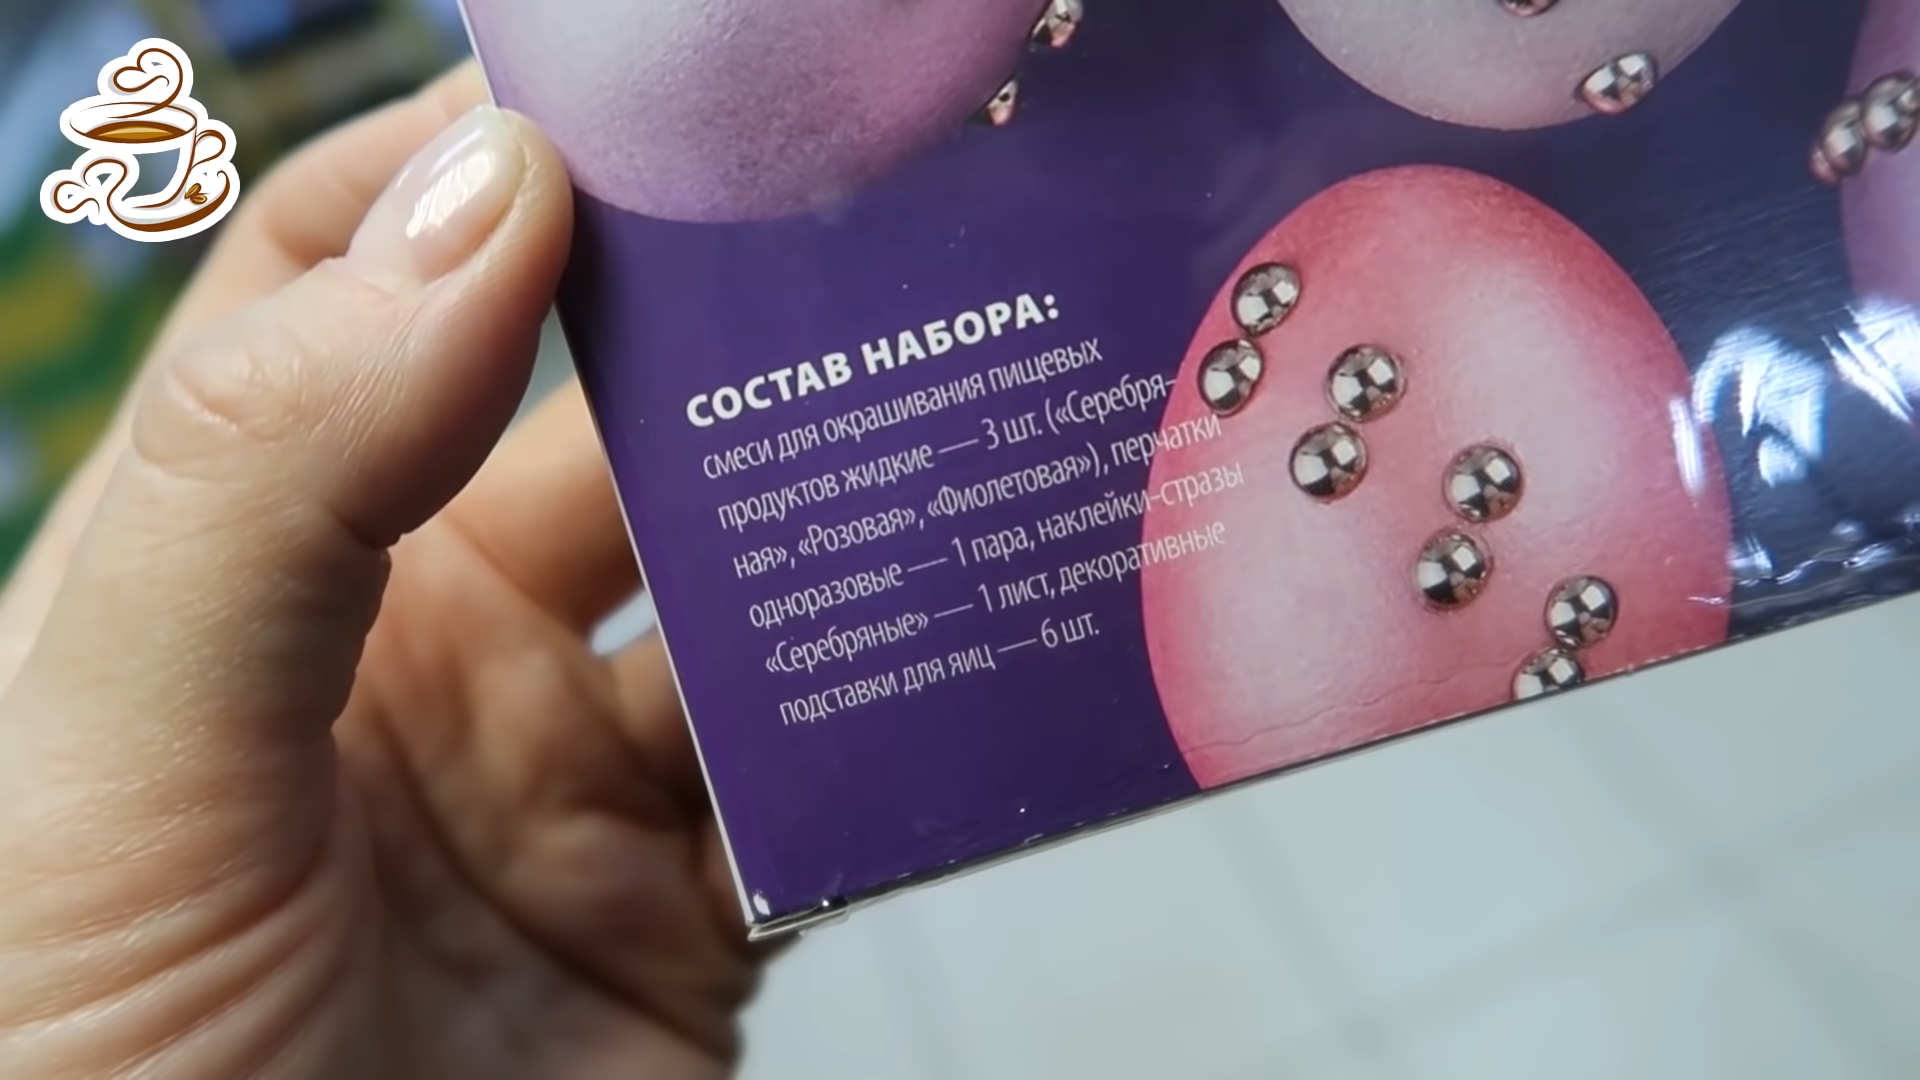 СОСТАВ НАБОРА:
смеси для окрашивания пищевых
продуктов жидкие — 3 шт. («Серебря-
ная», «Розовая», «Фиолетовая»), перчатки
одноразовые — 1 пара, наклейки-стразы
«Серебряные» — 1 лист, декоративные
подставки для яиц — 6 шт.